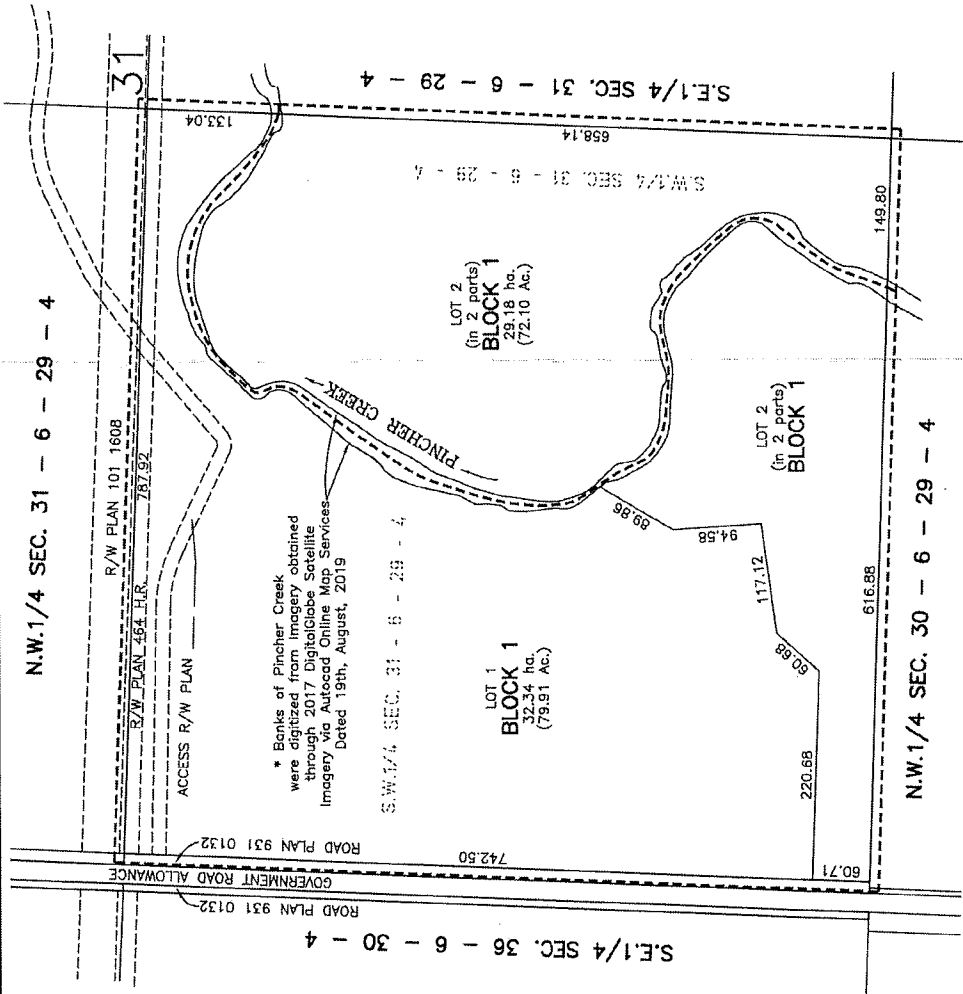 N.W.1/4 SEC. 31 - 6 - 29 - 4
31
R/W PLAN 101 1608
R/W PLAN 464 H.R.
787.92
ACCESS R/W PLAN
133.04
S.E.1/4 SEC. 31 - 6 - 29 - 4
658.14
S.W.1/4 SEC. 31 - 6 - 29 - 4
* Banks of Pincher Creek
were digitized from imagery obtained
through 2017 DigitalGlobe Satellite
Imagery via Autocad Online Map Services
Dated 19th, August, 2019
PINCHER CREEK
LOT 2
(in 2 parts)
BLOCK 1
29.18 ha.
(72.10 Ac.)
149.80
S.W.1/4 SEC. 31 - 6 - 29 - 4
LOT 1
BLOCK 1
32.34 ha.
(79.91 Ac.)
LOT 2
(in 2 parts)
BLOCK 1
89.86
94.58
117.12
60.68
220.68
60.71
616.88
742.50
ROAD PLAN 931 0132
GOVERNMENT ROAD ALLOWANCE
ROAD PLAN 931 0132
S.E.1/4 SEC. 36 - 6 - 30 - 4
N.W.1/4 SEC. 30 - 6 - 29 - 4